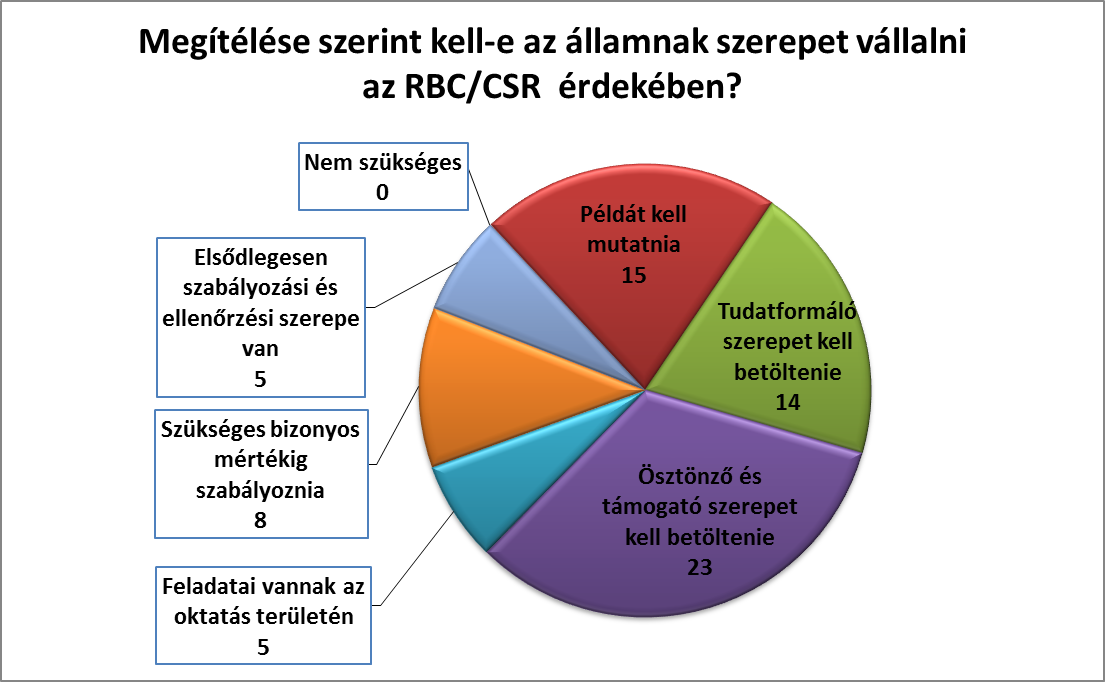 Megítélése szerint kell-e az államnak szerepet vállalni
az RBC/CSR érdekében?
Nem szükséges
0
Példát kell
mutatnia
15
Tudatformáló
szerepet kell
betöltenie
14
Ösztönző és
támogató szerepet
kell betöltenie
23
Feladatai vannak az
oktatás területén
5
Szükséges bizonyos
mértékig
szabályoznia
8
Elsődlegesen
szabályozási és
ellenőrzési szerepe
van
5